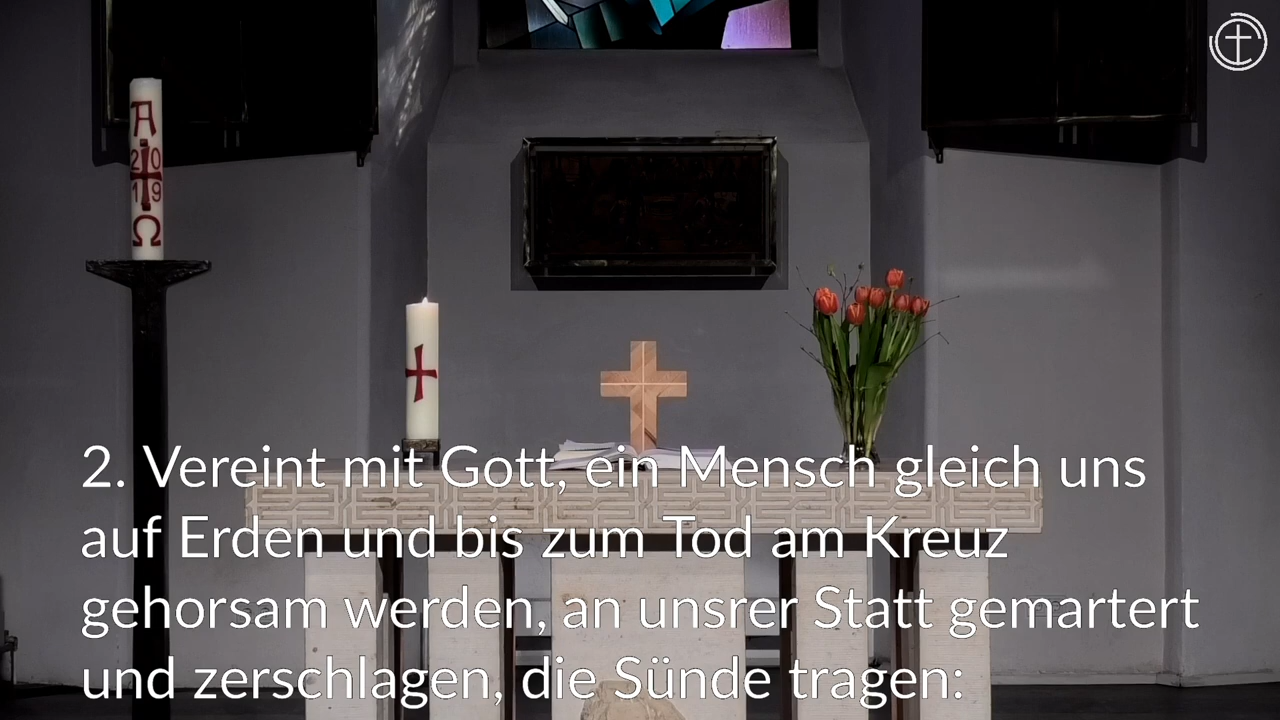 A
20
19
Ω
2. Vereint mit Gott, ein Mensch gleich uns
auf Erden und bis zum Tod am Kreuz
gehorsam werden, an unsrer Statt gemartert
und zerschlagen, die Sünde tragen: